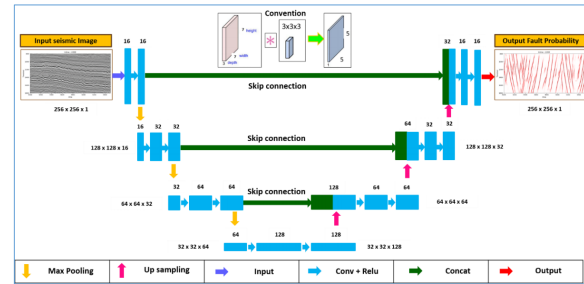 Convention
Input seismic Image
7 height
7 width
3 depth
3x3x3
5
5
Output Fault Probability
16 16
32 16 16
Skip connection
256 x 256 x 1
256 x 256 x 1
16 32 32
64 32 32
128 x 128 x 16
Skip connection
128 x 128 x 32
32 64 64
128 64 64
64 x 64 x 32
Skip connection
64 x 64 x 64
64 128 128
32 x 32 x 64
32 x 32 x 128
Max Pooling
Up sampling
Input
Conv + Relu
Concat
Output